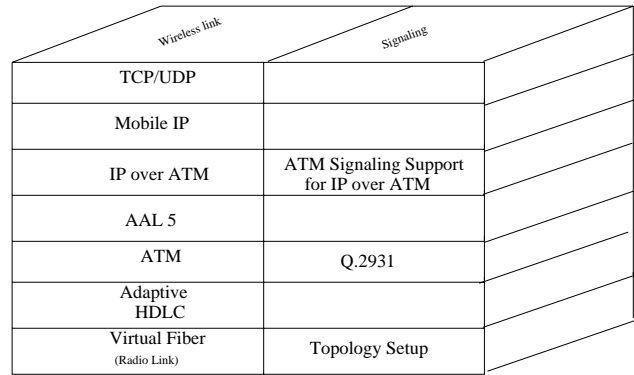 Wireless link
Signaling
TCP/UDP
Mobile IP
IP over ATM
ATM Signaling Support
for IP over ATM
AAL 5
ATM
Q.2931
Adaptive
HDLC
Virtual Fiber
(Radio Link)
Topology Setup